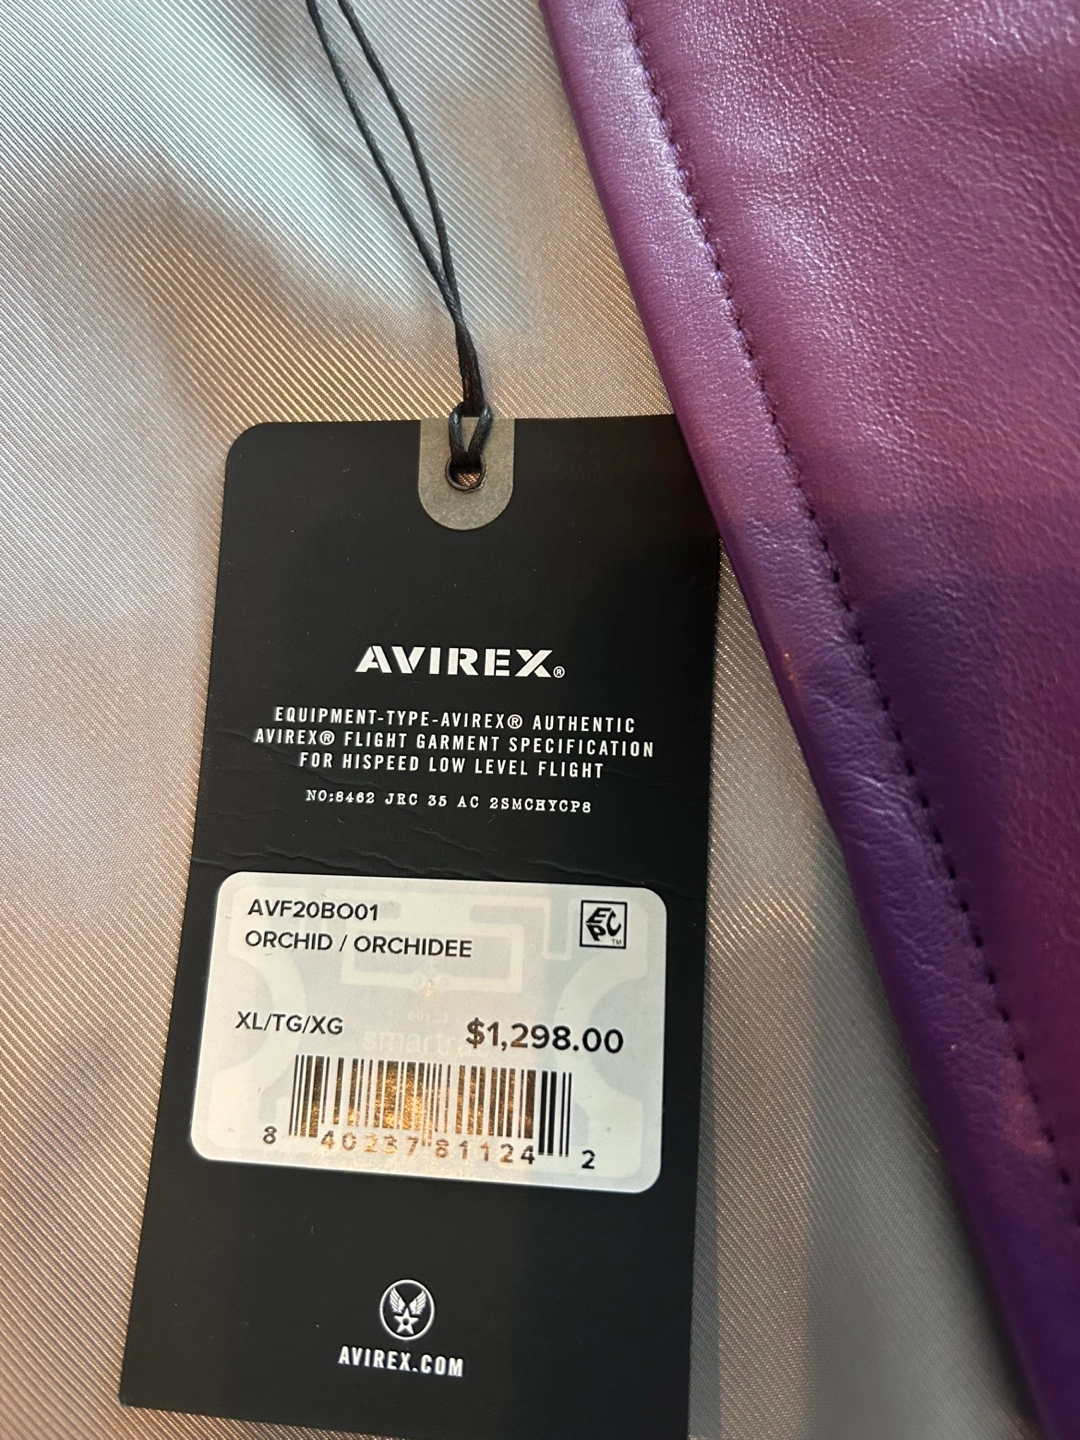 AVIREX®
EQUIPMENT-TYPE-AVIREX® AUTHENTIC
AVIREX® FLIGHT GARMENT SPECIFICATION
FOR HISPEED LOW LEVEL FLIGHT
NO:8462 JRC 35 AC 2SMCHYCP8
AVF20BO01
EPC™
ORCHID / ORCHIDEE
XL/TG/XG
$1,298.00
8 40237 81124 2
AVIREX.COM